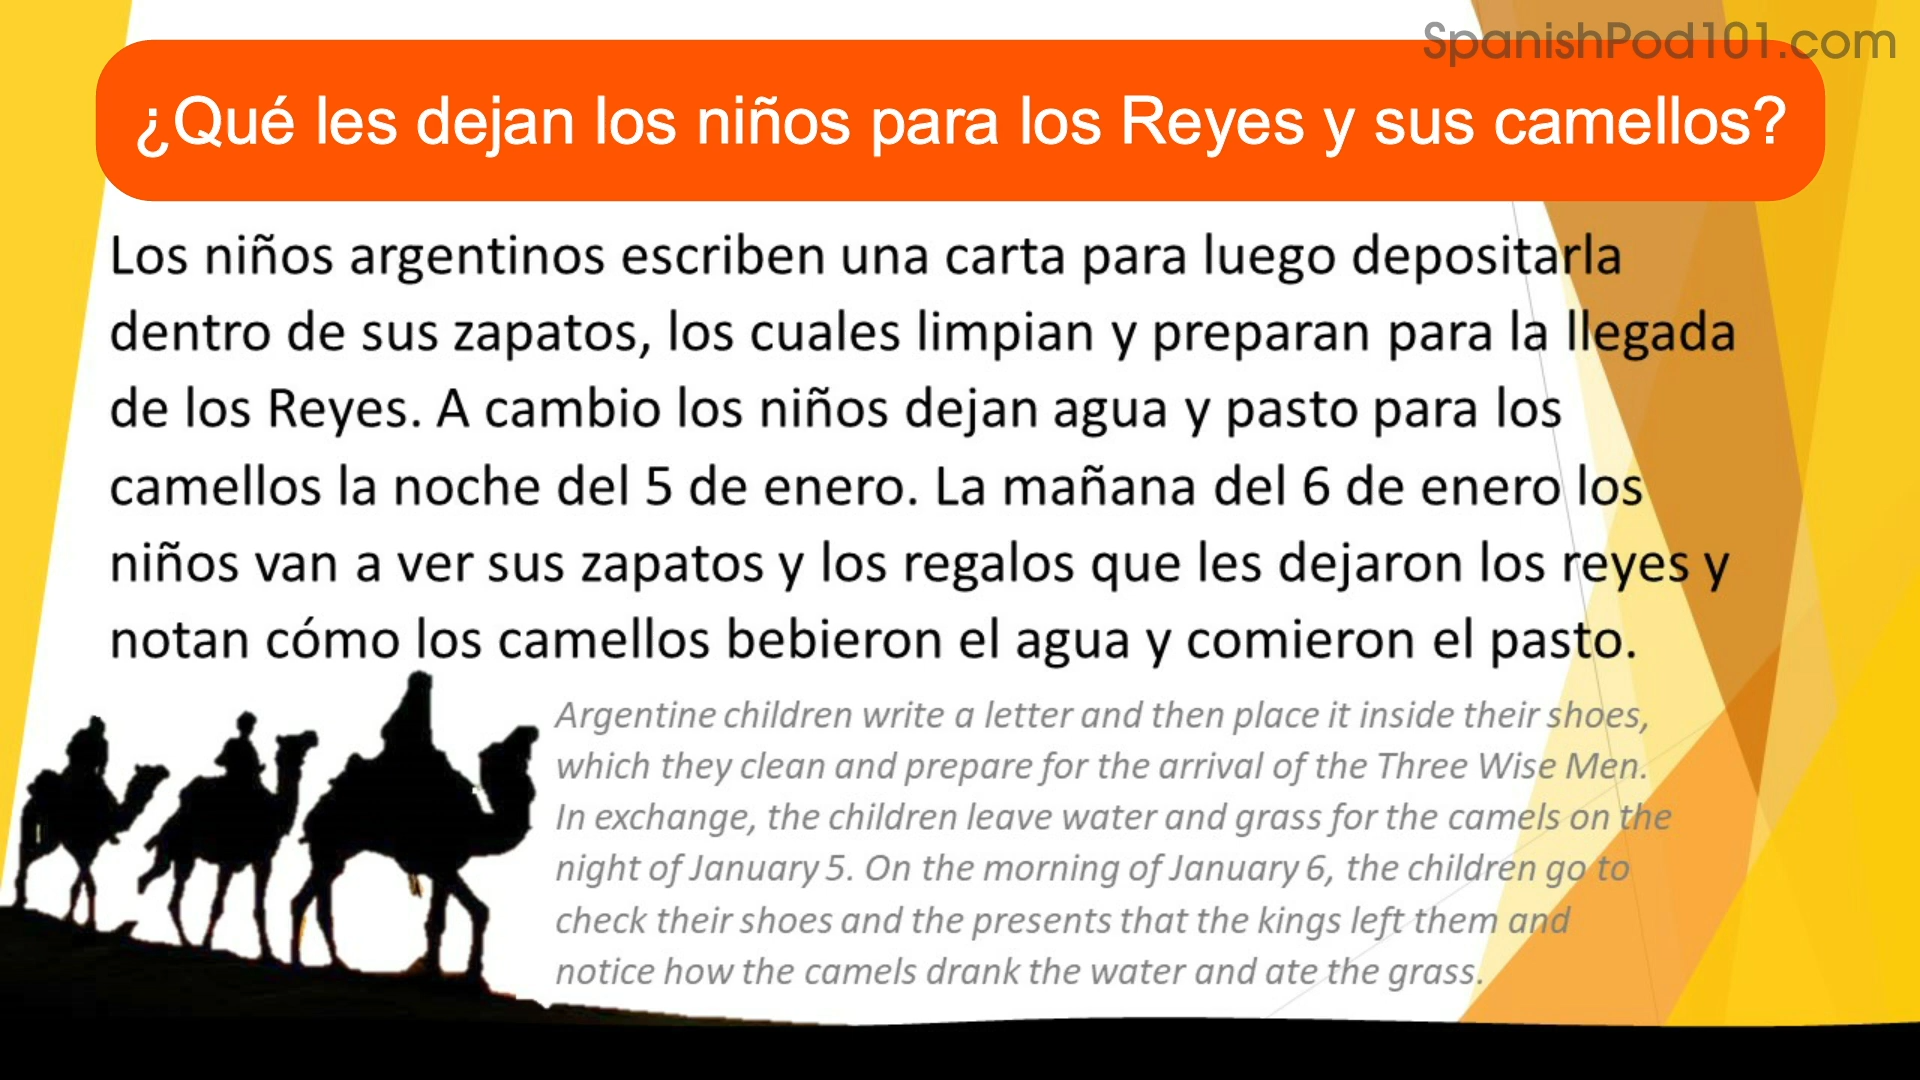 SpanishPod101.com
¿Qué les dejan los niños para los Reyes y sus camellos?
Los niños argentinos escriben una carta para luego depositarla
dentro de sus zapatos, los cuales limpian y preparan para la llegada
de los Reyes. A cambio los niños dejan agua y pasto para los
camellos la noche del 5 de enero. La mañana del 6 de enero los
niños van a ver sus zapatos y los regalos que les dejaron los reyes y
notan cómo los camellos bebieron el agua y comieron el pasto.
Argentine children write a letter and then place it inside their shoes,
which they clean and prepare for the arrival of the Three Wise Men.
In exchange, the children leave water and grass for the camels on the
night of January 5. On the morning of January 6, the children go to
check their shoes and the presents that the kings left them and
notice how the camels drank the water and ate the grass.